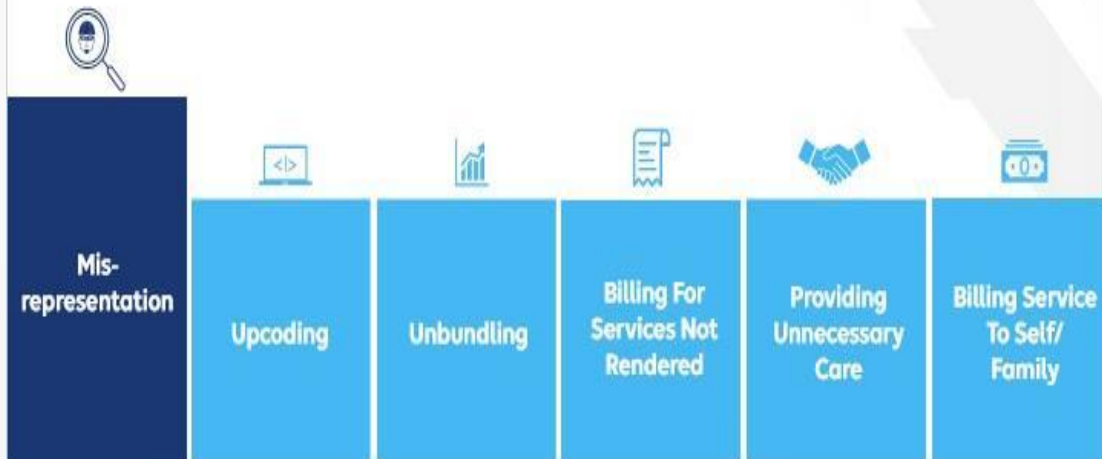 Mis-
representation
Upcoding
Unbundling
Billing For
Services Not
Rendered
Providing
Unnecessary
Care
Billing Service
To Self/
Family